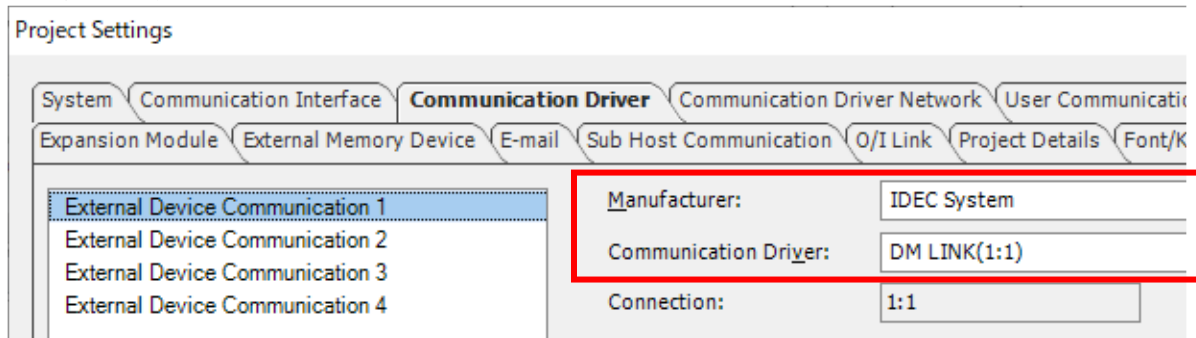 Project Settings
System Communication Interface Communication Driver Communication Driver Network User
Expansion Module External Memory Device E-mail Sub Host Communication O/I Link Project Details
External Device Communication 1
External Device Communication 2
External Device Communication 3
External Device Communication 4
Manufacturer: IDEC System
Communication Driver: DM LINK(1:1)
Connection: 1:1